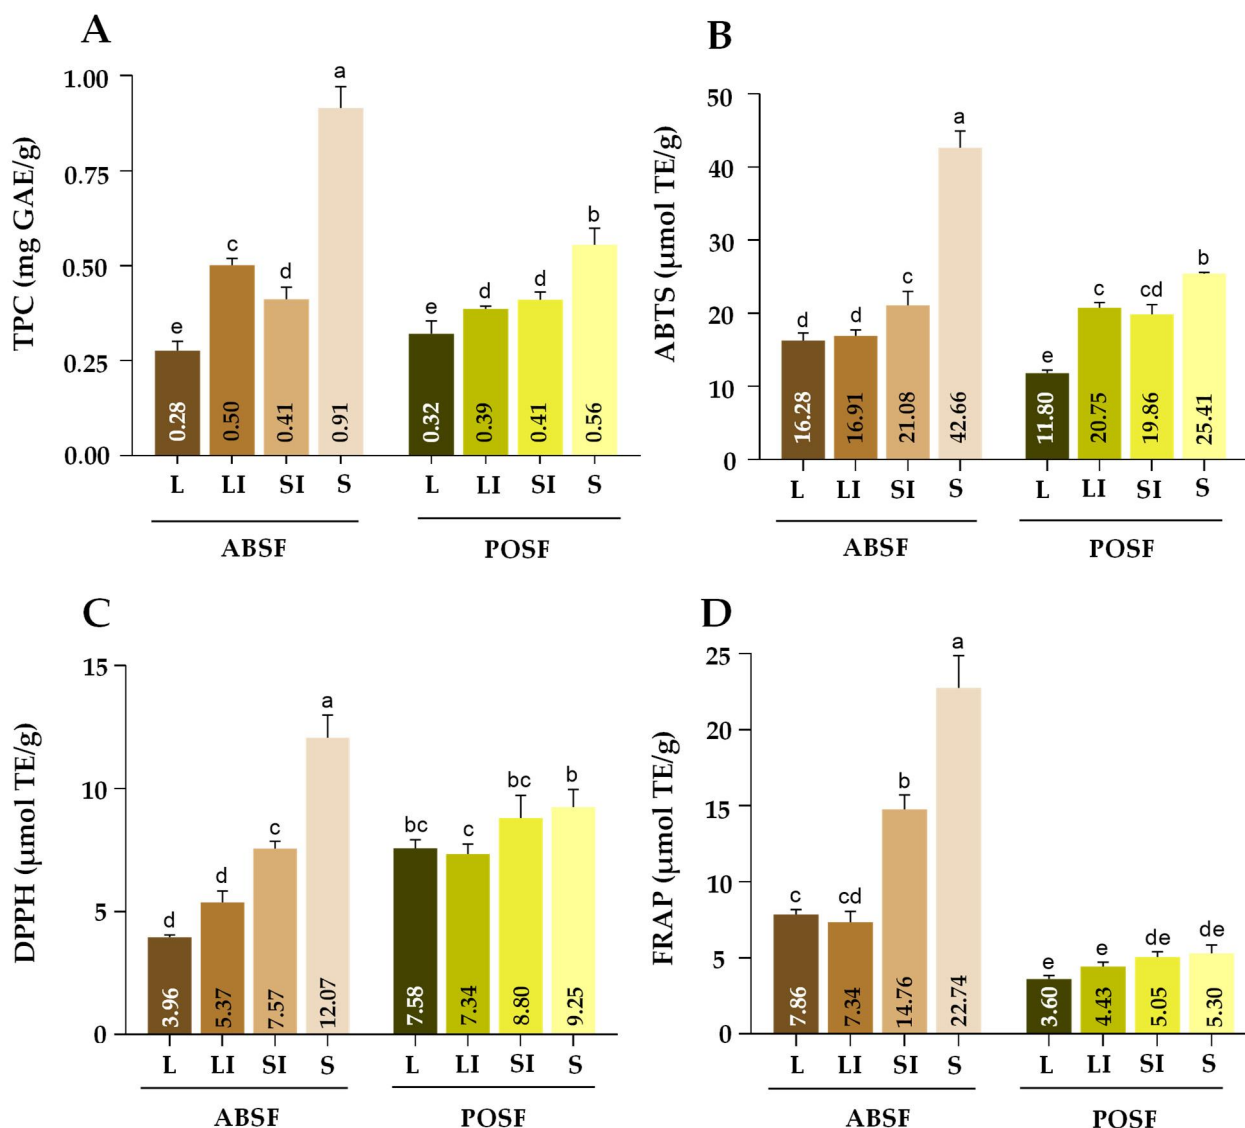 A
TPC (mg GAE/g)
1.00
0.75
0.50
0.25
0.00
e
c
d
a
e
d
d
b
0.28
0.50
0.41
0.91
0.32
0.39
0.41
0.56
L LI SI S L LI SI S
ABSF POSF
B
ABTS (µmol TE/g)
50
40
30
20
10
0
d
d
c
a
e
c
cd
b
16.28
16.91
21.08
42.66
11.80
20.75
19.86
25.41
L LI SI S L LI SI S
ABSF POSF
C
DPPH (µmol TE/g)
15
10
5
0
d
d
c
a
bc
c
bc
b
3.96
5.37
7.57
12.07
7.58
7.34
8.80
9.25
L LI SI S L LI SI S
ABSF POSF
D
FRAP (µmol TE/g)
25
20
15
10
5
0
c
cd
b
a
e
e
de
de
7.86
7.34
14.76
22.74
3.60
4.43
5.05
5.30
L LI SI S L LI SI S
ABSF POSF